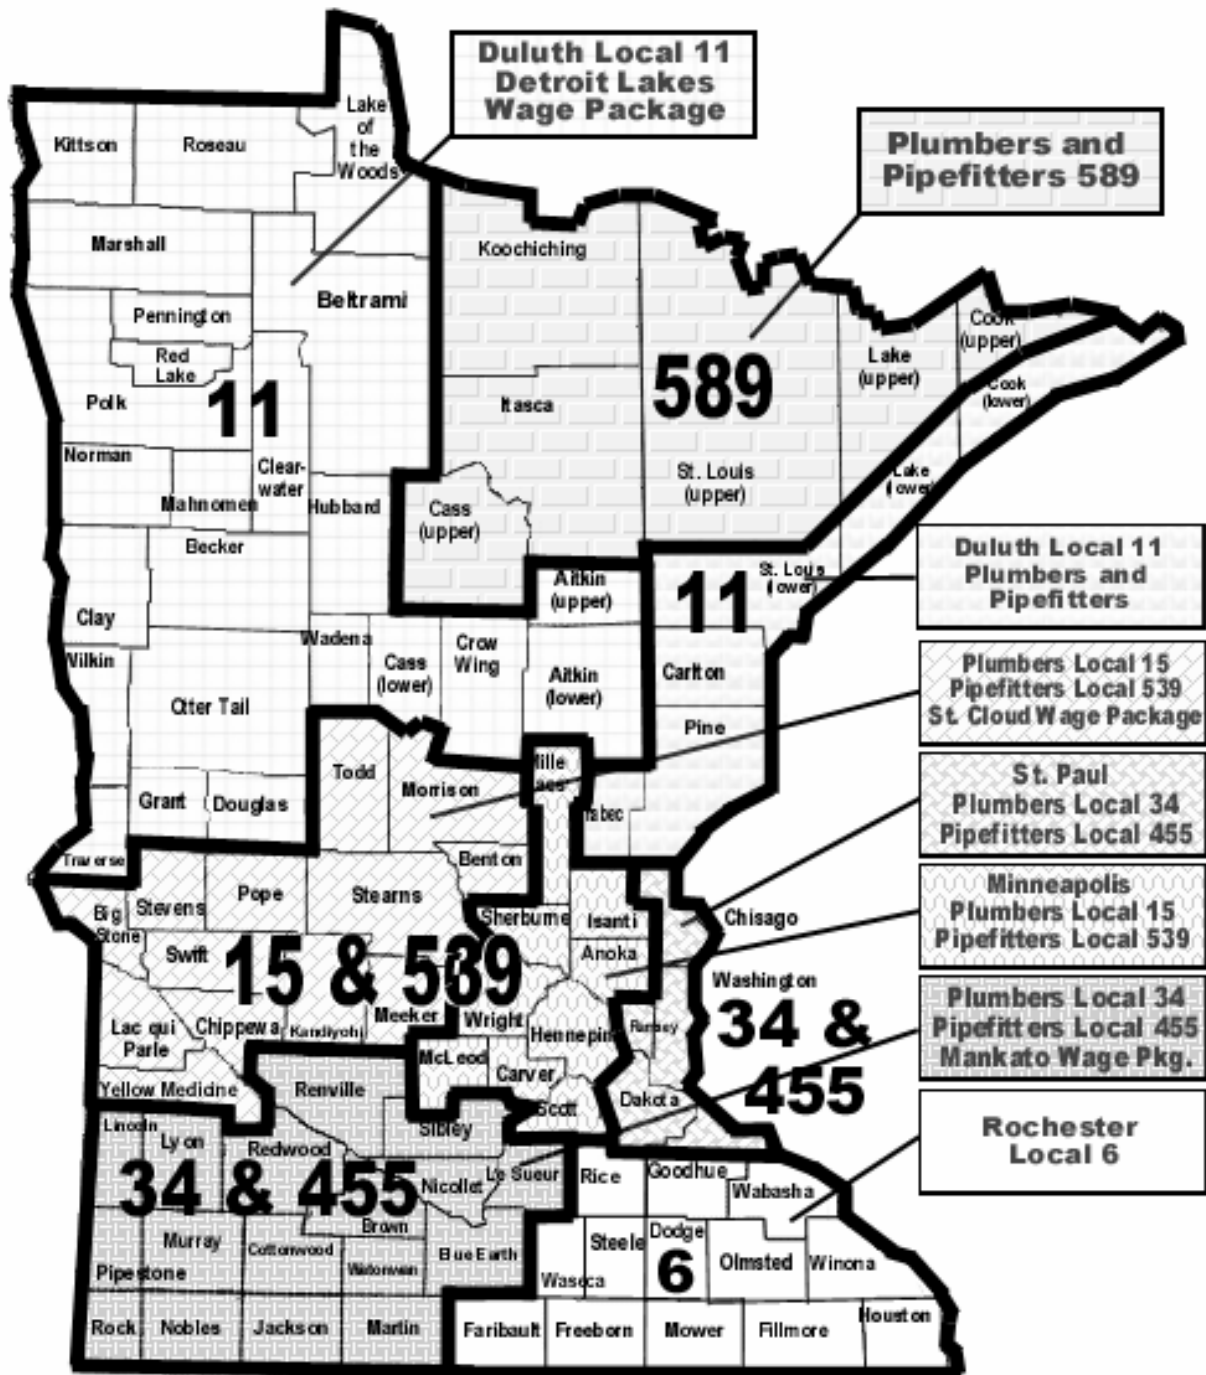 Duluth Local 11
Detroit Lakes
Wage Package
Plumbers and
Pipefitters 589
Lake
of
the
Woods
Kittson
Roseau
Marshall
Koochiching
Beltrami
Pennington
Red
Lake
Cook
(upper)
Lake
(upper)
Cook
(lower)
Polk
11
Itasca
589
Norman
Clear-
water
Mahnomen
Hubbard
St. Louis
(upper)
Lake
(lower)
Cass
(upper)
Becker
Duluth Local 11
Plumbers and
Pipefitters
Aitkin
(upper)
St. Louis
(lower)
11
Clay
Wadena
Cass
(lower)
Crow
Wing
Aitkin
(lower)
Carlton
Wilkin
Otter Tail
Plumbers Local 15
Pipefitters Local 539
St. Cloud Wage Package
Pine
Todd
Morrison
Mille
Grant
Douglas
St. Paul
Plumbers Local 34
Pipefitters Local 455
Traverse
Benton
Stevens
Pope
Stearns
Big
Stone
Sherburne
Isanti
Chisago
Minneapolis
Plumbers Local 15
Pipefitters Local 539
Swift
15 & 539
Anoka
Washington
Lac qui
Parle
Chippewa
Kandiyohi
Meeker
Wright
Hennepin
Ramsey
34 &
455
Plumbers Local 34
Pipefitters Local 455
Mankato Wage Pkg.
McLeod
Carver
Yellow Medicine
Renville
Scott
Dakota
Lincoln
Lyon
Redwood
Sibley
Rochester
Local 6
34 & 455
Nicollet
Le Sueur
Rice
Goodhue
Wabasha
Brown
Murray
Pipestone
Cottonwood
Watonwan
Blue Earth
Waseca
Steele
Dodge
6
Olmsted
Winona
Rock
Nobles
Jackson
Martin
Faribault
Freeborn
Mower
Fillmore
Houston